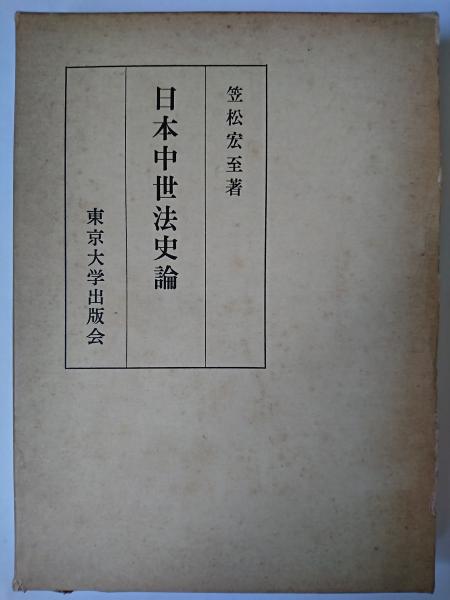 笠松宏至著
日本中世法史論
東京大学出版会